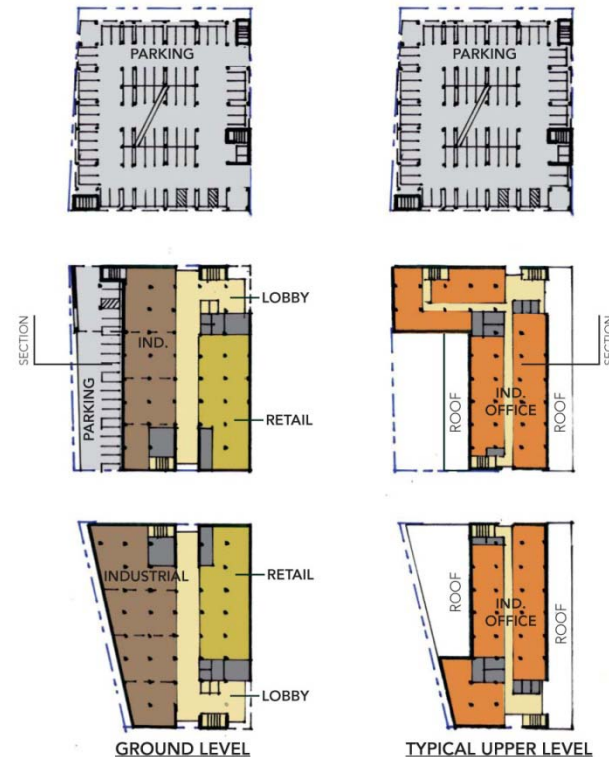 PARKING
PARKING
SECTION
PARKING
IND.
LOBBY
RETAIL
ROOF
IND.
OFFICE
ROOF
SECTION
INDUSTRIAL
RETAIL
LOBBY
ROOF
IND.
OFFICE
ROOF
GROUND LEVEL
TYPICAL UPPER LEVEL